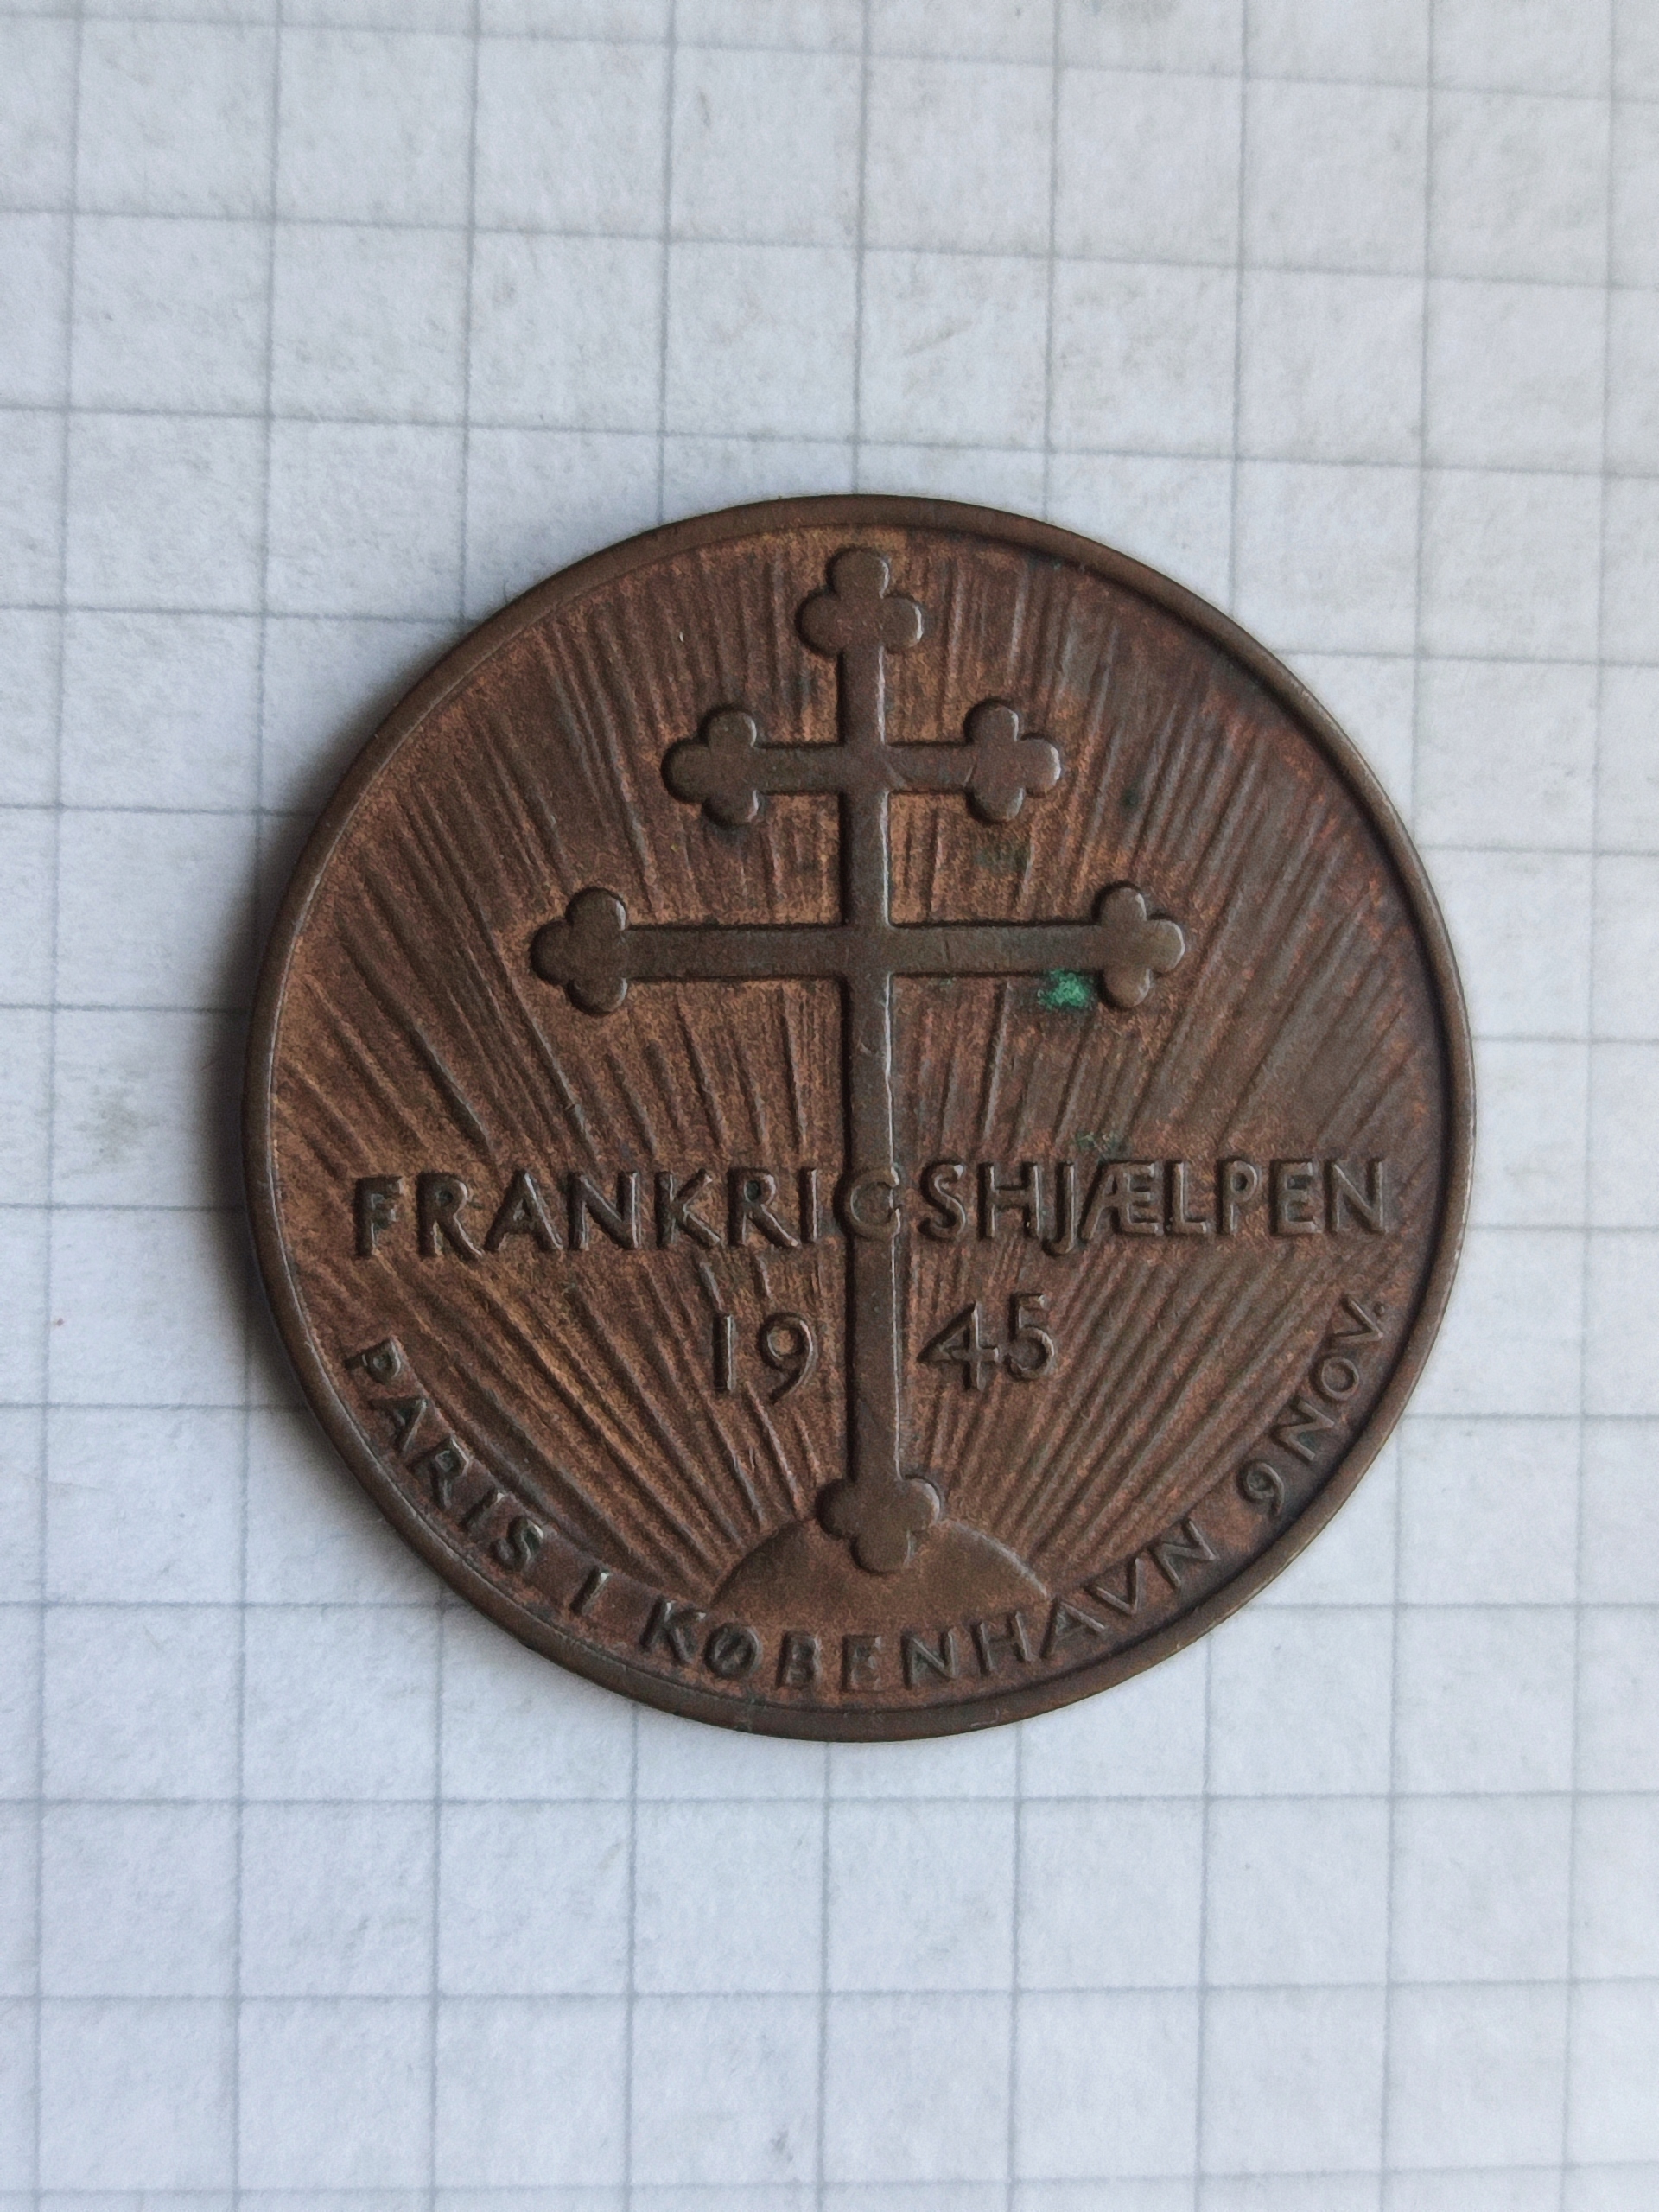 FRANKRIGSHJÆLPEN
1945
PARIS I KØBENHAVN 9 NOV.